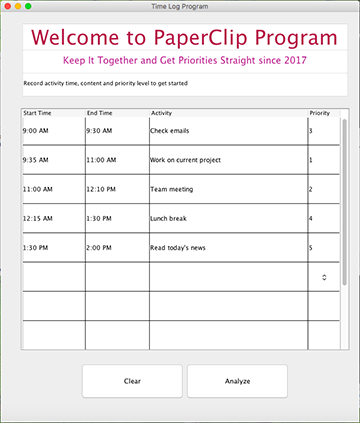 Time Log Program
Welcome to PaperClip Program
Keep It Together and Get Priorities Straight since 2017
Record activity time, content and priority level to get started
Start Time End Time Activity Priority
9:00 AM 9:30 AM Check emails 3
9:35 AM 11:00 AM Work on current project 1
11:00 AM 12:10 PM Team meeting 2
12:15 AM 1:30 PM Lunch break 4
1:30 PM 2:00 PM Read today's news 5
Clear Analyze